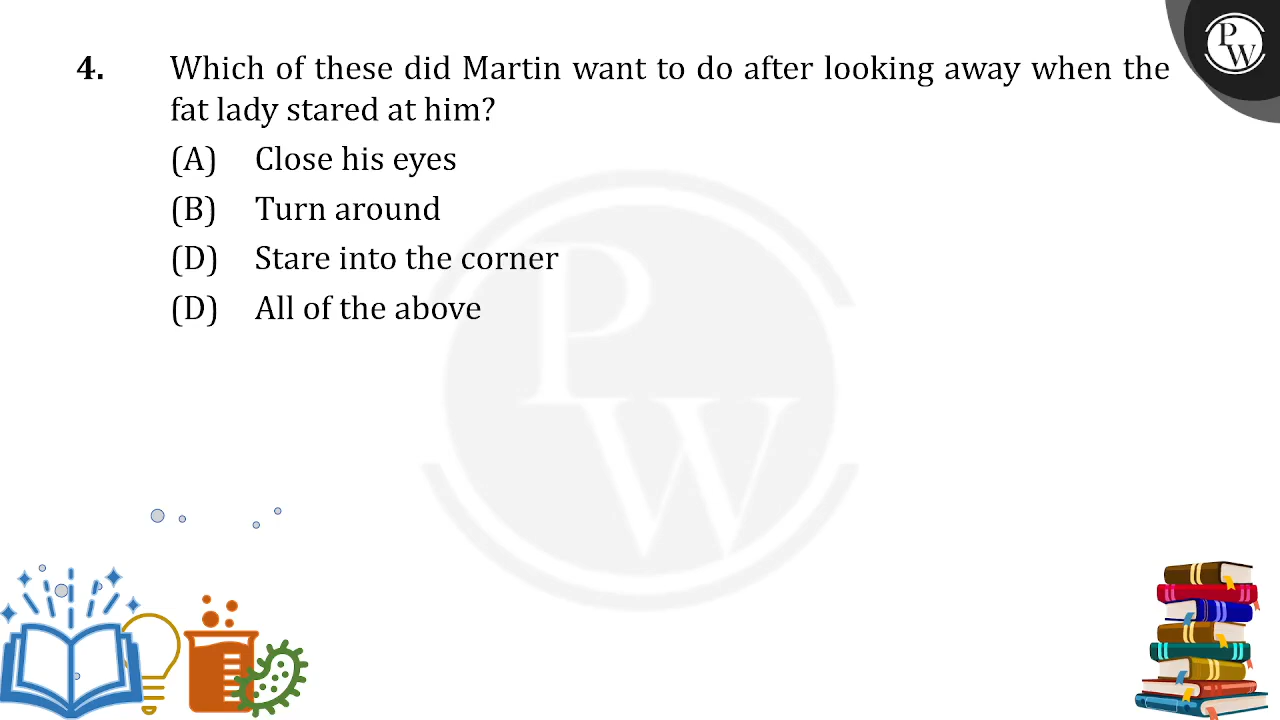 4. Which of these did Martin want to do after looking away when the
fat lady stared at him?
(A) Close his eyes
(B) Turn around
(D) Stare into the corner
(D) All of the above
P
W
P
W